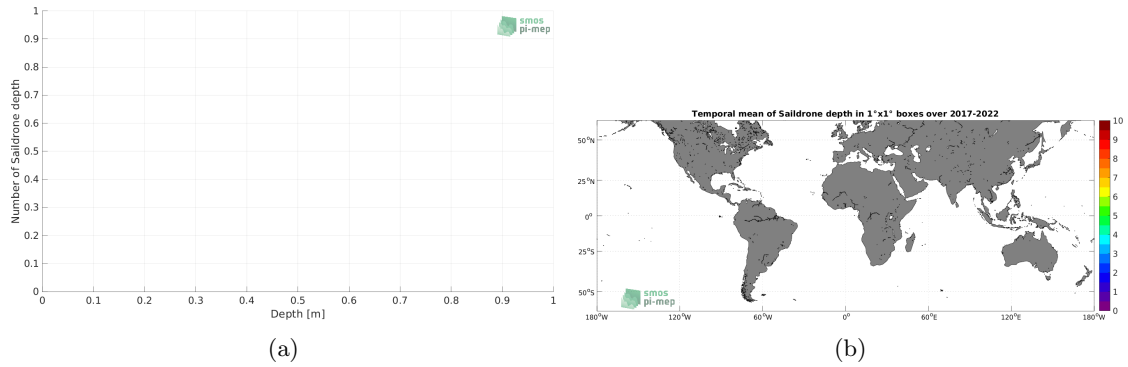 1
0.9
0.8
0.7
0.6
0.5
0.4
0.3
0.2
0.1
0
Number of Saildrone depth
0 0.1 0.2 0.3 0.4 0.5 0.6 0.7 0.8 0.9 1
Depth [m]
smos
pi-mep
(a)
Temporal mean of Saildrone depth in 1°x1° boxes over 2017-2022
50°N
25°N
0°
25°S
50°S
180°W 120°W 60°W 0° 60°E 120°E 180°W
10
9
8
7
6
5
4
3
2
1
0
smos
pi-mep
(b)